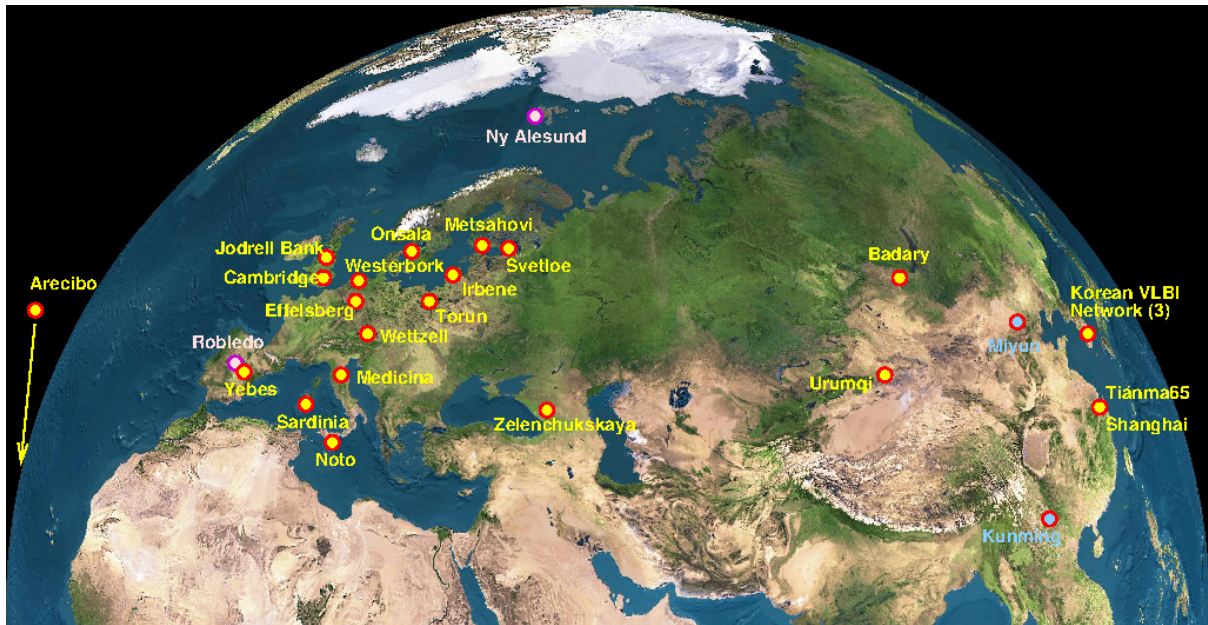 Ny Alesund
Metsahovi
Onsala
Jodrell Bank
Svetloe
Badary
Cambridge
Westerbork
Irbene
Arecibo
Korean VLBI
Network (3)
Effelsberg
Torun
Wettzell
Robledo
Miyun
Yebes
Medicina
Urumqi
Tianma65
Sardinia
Zelenchukskaya
Shanghai
Noto
Kunming